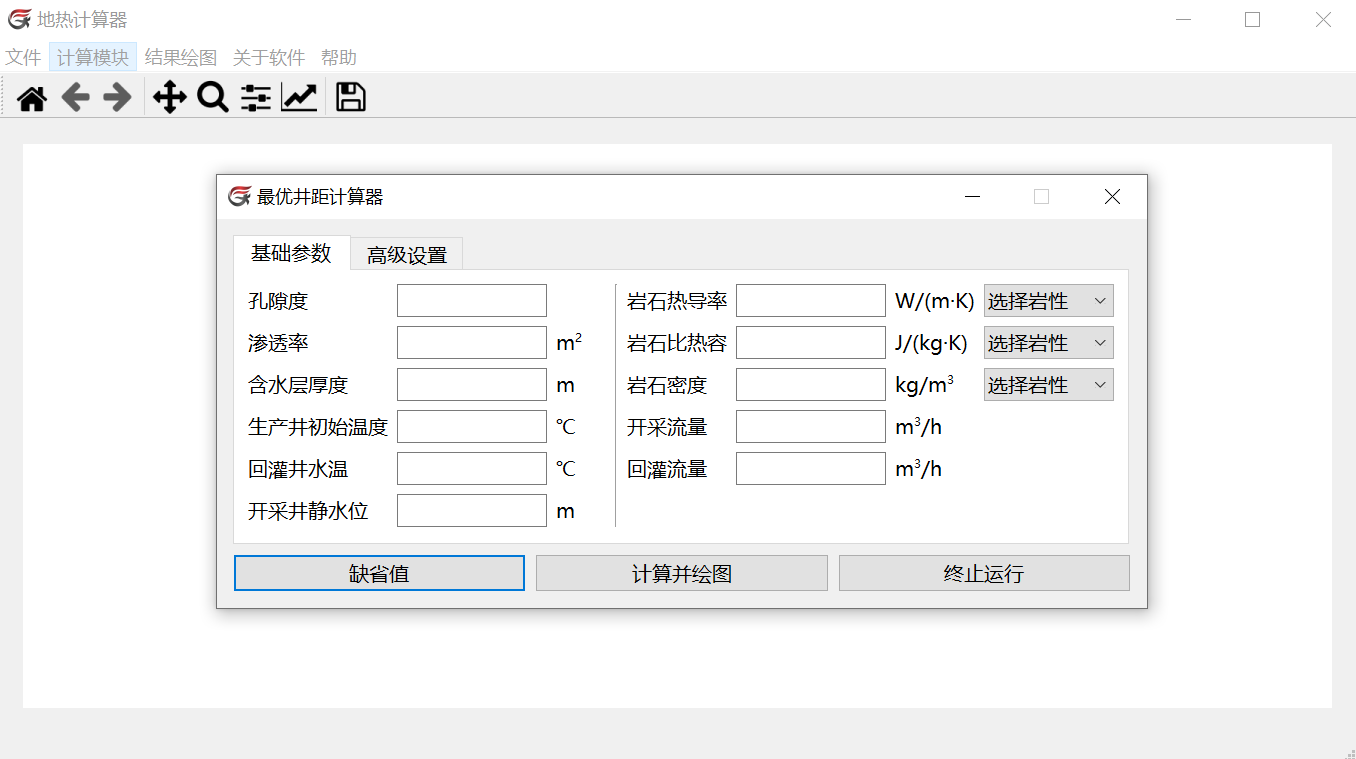 地热计算器
文件 计算模块 结果绘图 关于软件 帮助
最优井距计算器
基础参数 高级设置
孔隙度
渗透率 m²
含水层厚度 m
生产井初始温度 ℃
回灌井水温 ℃
开采井静水位 m
岩石热导率 W/(m·K) 选择岩性
岩石比热容 J/(kg·K) 选择岩性
岩石密度 kg/m³ 选择岩性
开采流量 m³/h
回灌流量 m³/h
缺省值 计算并绘图 终止运行